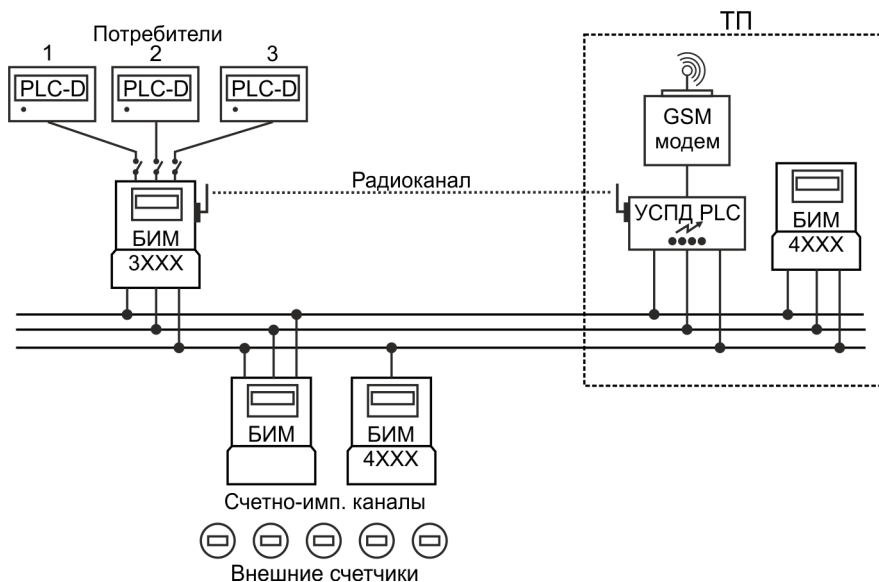 Потребители
1 2 3
PLC-D PLC-D PLC-D
БИМ
3XXX
Радиоканал
ТП
GSM
модем
УСПД PLC
БИМ
4XXX
БИМ
БИМ
4XXX
Счетно-имп. каналы
Внешние счетчики